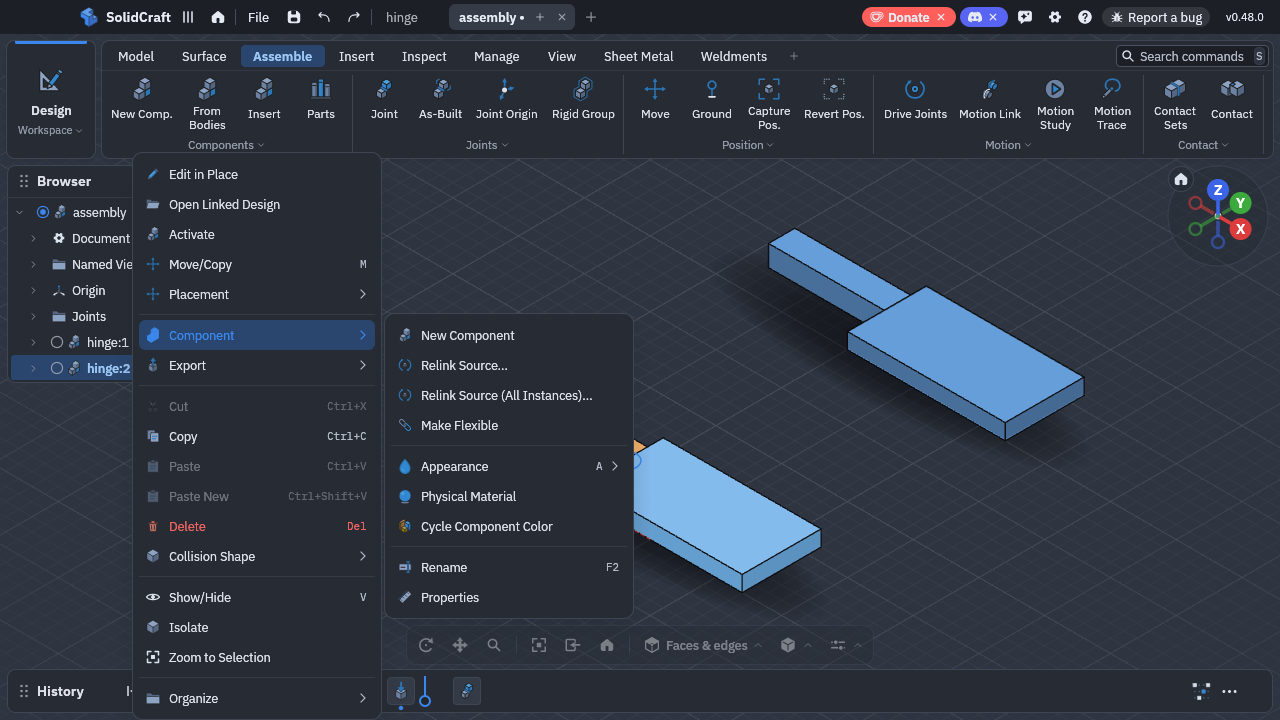 SolidCraft
File
hinge
assembly •
Donate
Report a bug
v0.48.0
Design
Workspace
Model
Surface
Assemble
Insert
Inspect
Manage
View
Sheet Metal
Weldments
Search commands
S
New Comp.
From Bodies
Insert
Parts
Components
Joint
As-Built
Joint Origin
Rigid Group
Joints
Move
Ground
Capture Pos.
Revert Pos.
Position
Drive Joints
Motion Link
Motion Study
Motion Trace
Motion
Contact Sets
Contact
Contact
Browser
assembly
Document
Named Vie
Origin
Joints
hinge:1
hinge:2
Edit in Place
Open Linked Design
Activate
Move/Copy M
Placement
Component
Export
Cut Ctrl+X
Copy Ctrl+C
Paste Ctrl+V
Paste New Ctrl+Shift+V
Delete Del
Collision Shape
Show/Hide V
Isolate
Zoom to Selection
Organize
New Component
Relink Source...
Relink Source (All Instances)...
Make Flexible
Appearance A
Physical Material
Cycle Component Color
Rename F2
Properties
Z
Y
X
Faces & edges
History